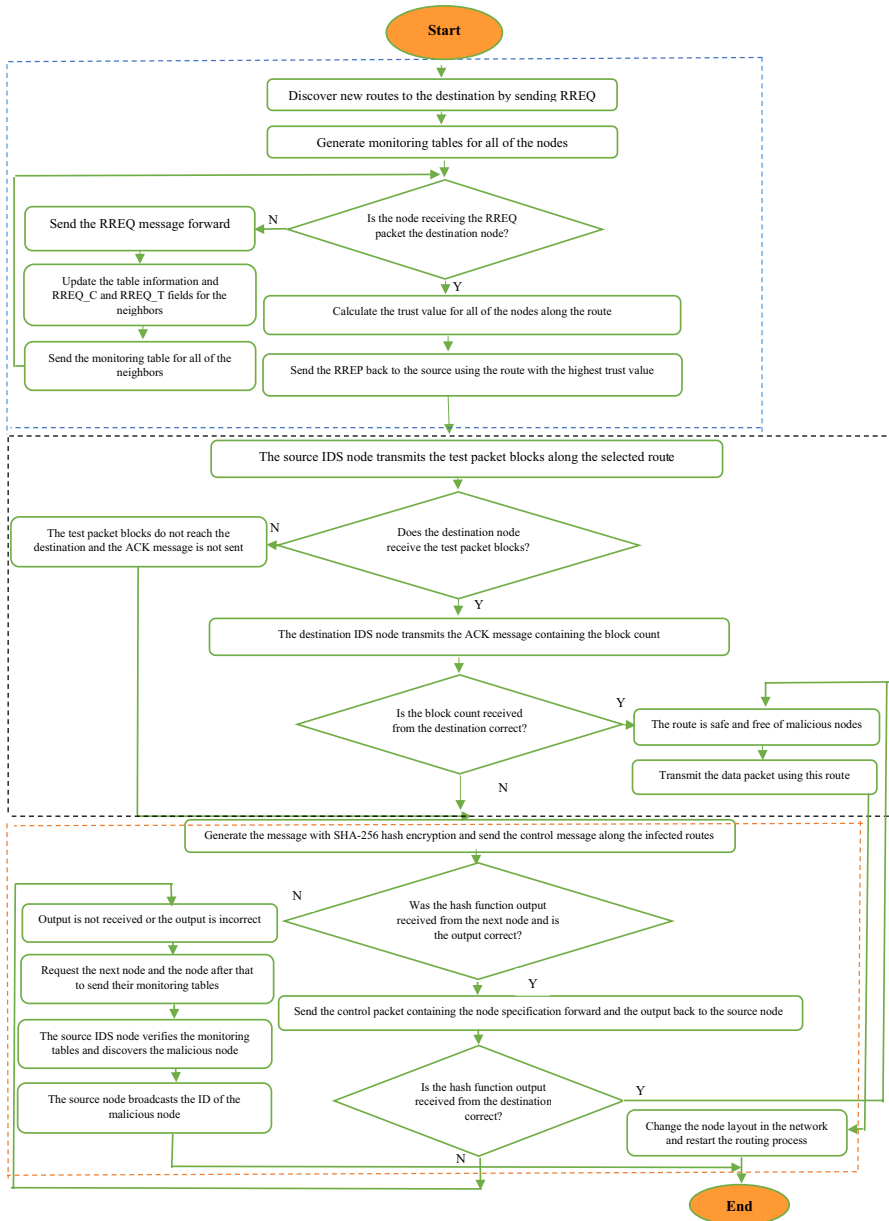 Start
Discover new routes to the destination by sending RREQ
Generate monitoring tables for all of the nodes
Is the node receiving the RREQ
packet the destination node?
N
Send the RREQ message forward
Update the table information and
RREQ_C and RREQ_T fields for the
neighbors
Send the monitoring table for all of the
neighbors
Y
Calculate the trust value for all of the nodes along the route
Send the RREP back to the source using the route with the highest trust value
The source IDS node transmits the test packet blocks along the selected route
Does the destination node
receive the test packet blocks?
N
The test packet blocks do not reach the
destination and the ACK message is not sent
Y
The destination IDS node transmits the ACK message containing the block count
Is the block count received
from the destination correct?
Y
The route is safe and free of malicious nodes
Transmit the data packet using this route
N
Generate the message with SHA-256 hash encryption and send the control message along the infected routes
Was the hash function output
received from the next node and is
the output correct?
N
Output is not received or the output is incorrect
Request the next node and the node after that
to send their monitoring tables
The source IDS node verifies the monitoring
tables and discovers the malicious node
The source node broadcasts the ID of the
malicious node
Y
Send the control packet containing the node specification forward and the output back to the source node
Is the hash function output
received from the destination
correct?
Y
Change the node layout in the network
and restart the routing process
N
End